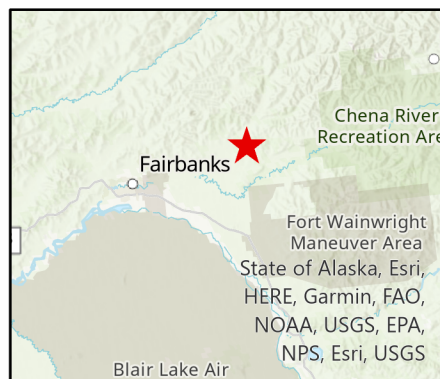 Chena River
Recreation Are
Fairbanks
Fort Wainwright
Maneuver Area
State of Alaska, Esri,
HERE, Garmin, FAO,
NOAA, USGS, EPA,
NPS, Esri, USGS
Blair Lake Air